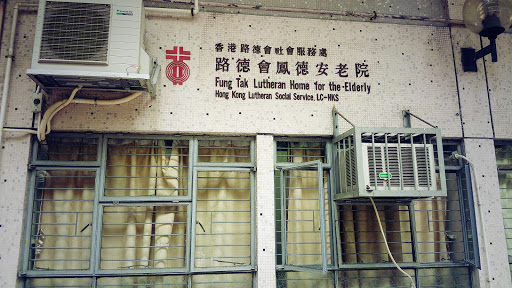 香港路德會社會服務處
路德會鳳德安老院
Fung Tak Lutheran Home for the Elderly
Hong Kong Lutheran Social Service, LC-HKS